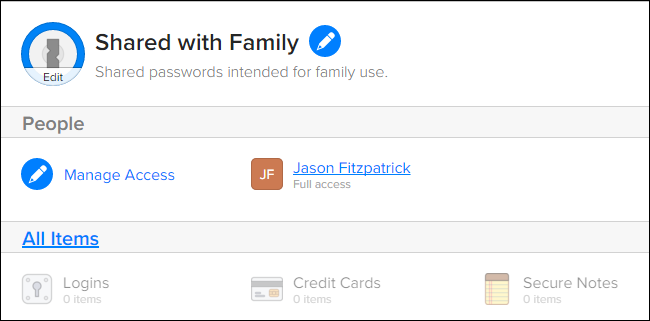 Shared with Family
Edit
Shared passwords intended for family use.
People
Manage Access
JF
Jason Fitzpatrick
Full access
All Items
Logins
0 items
Credit Cards
0 items
Secure Notes
0 items